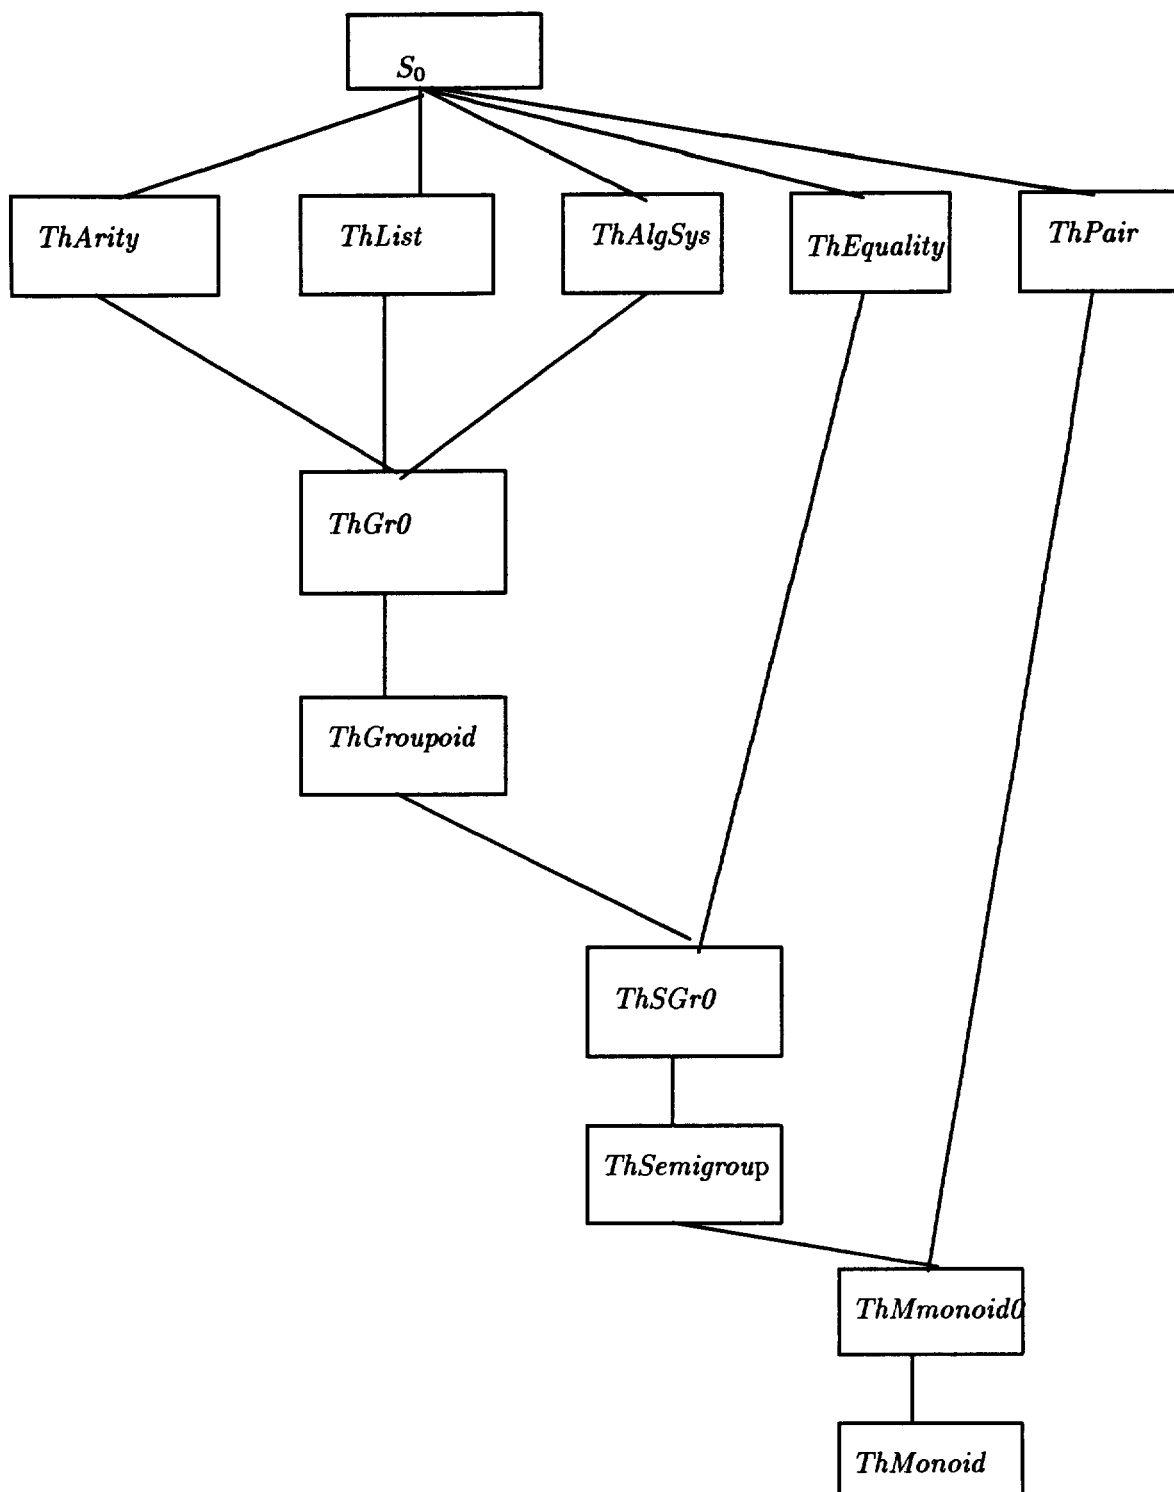 S₀
ThArity
ThList
ThAlgSys
ThEquality
ThPair
ThGr0
ThGroupoid
ThSGr0
ThSemigroup
ThMmonoid0
ThMonoid